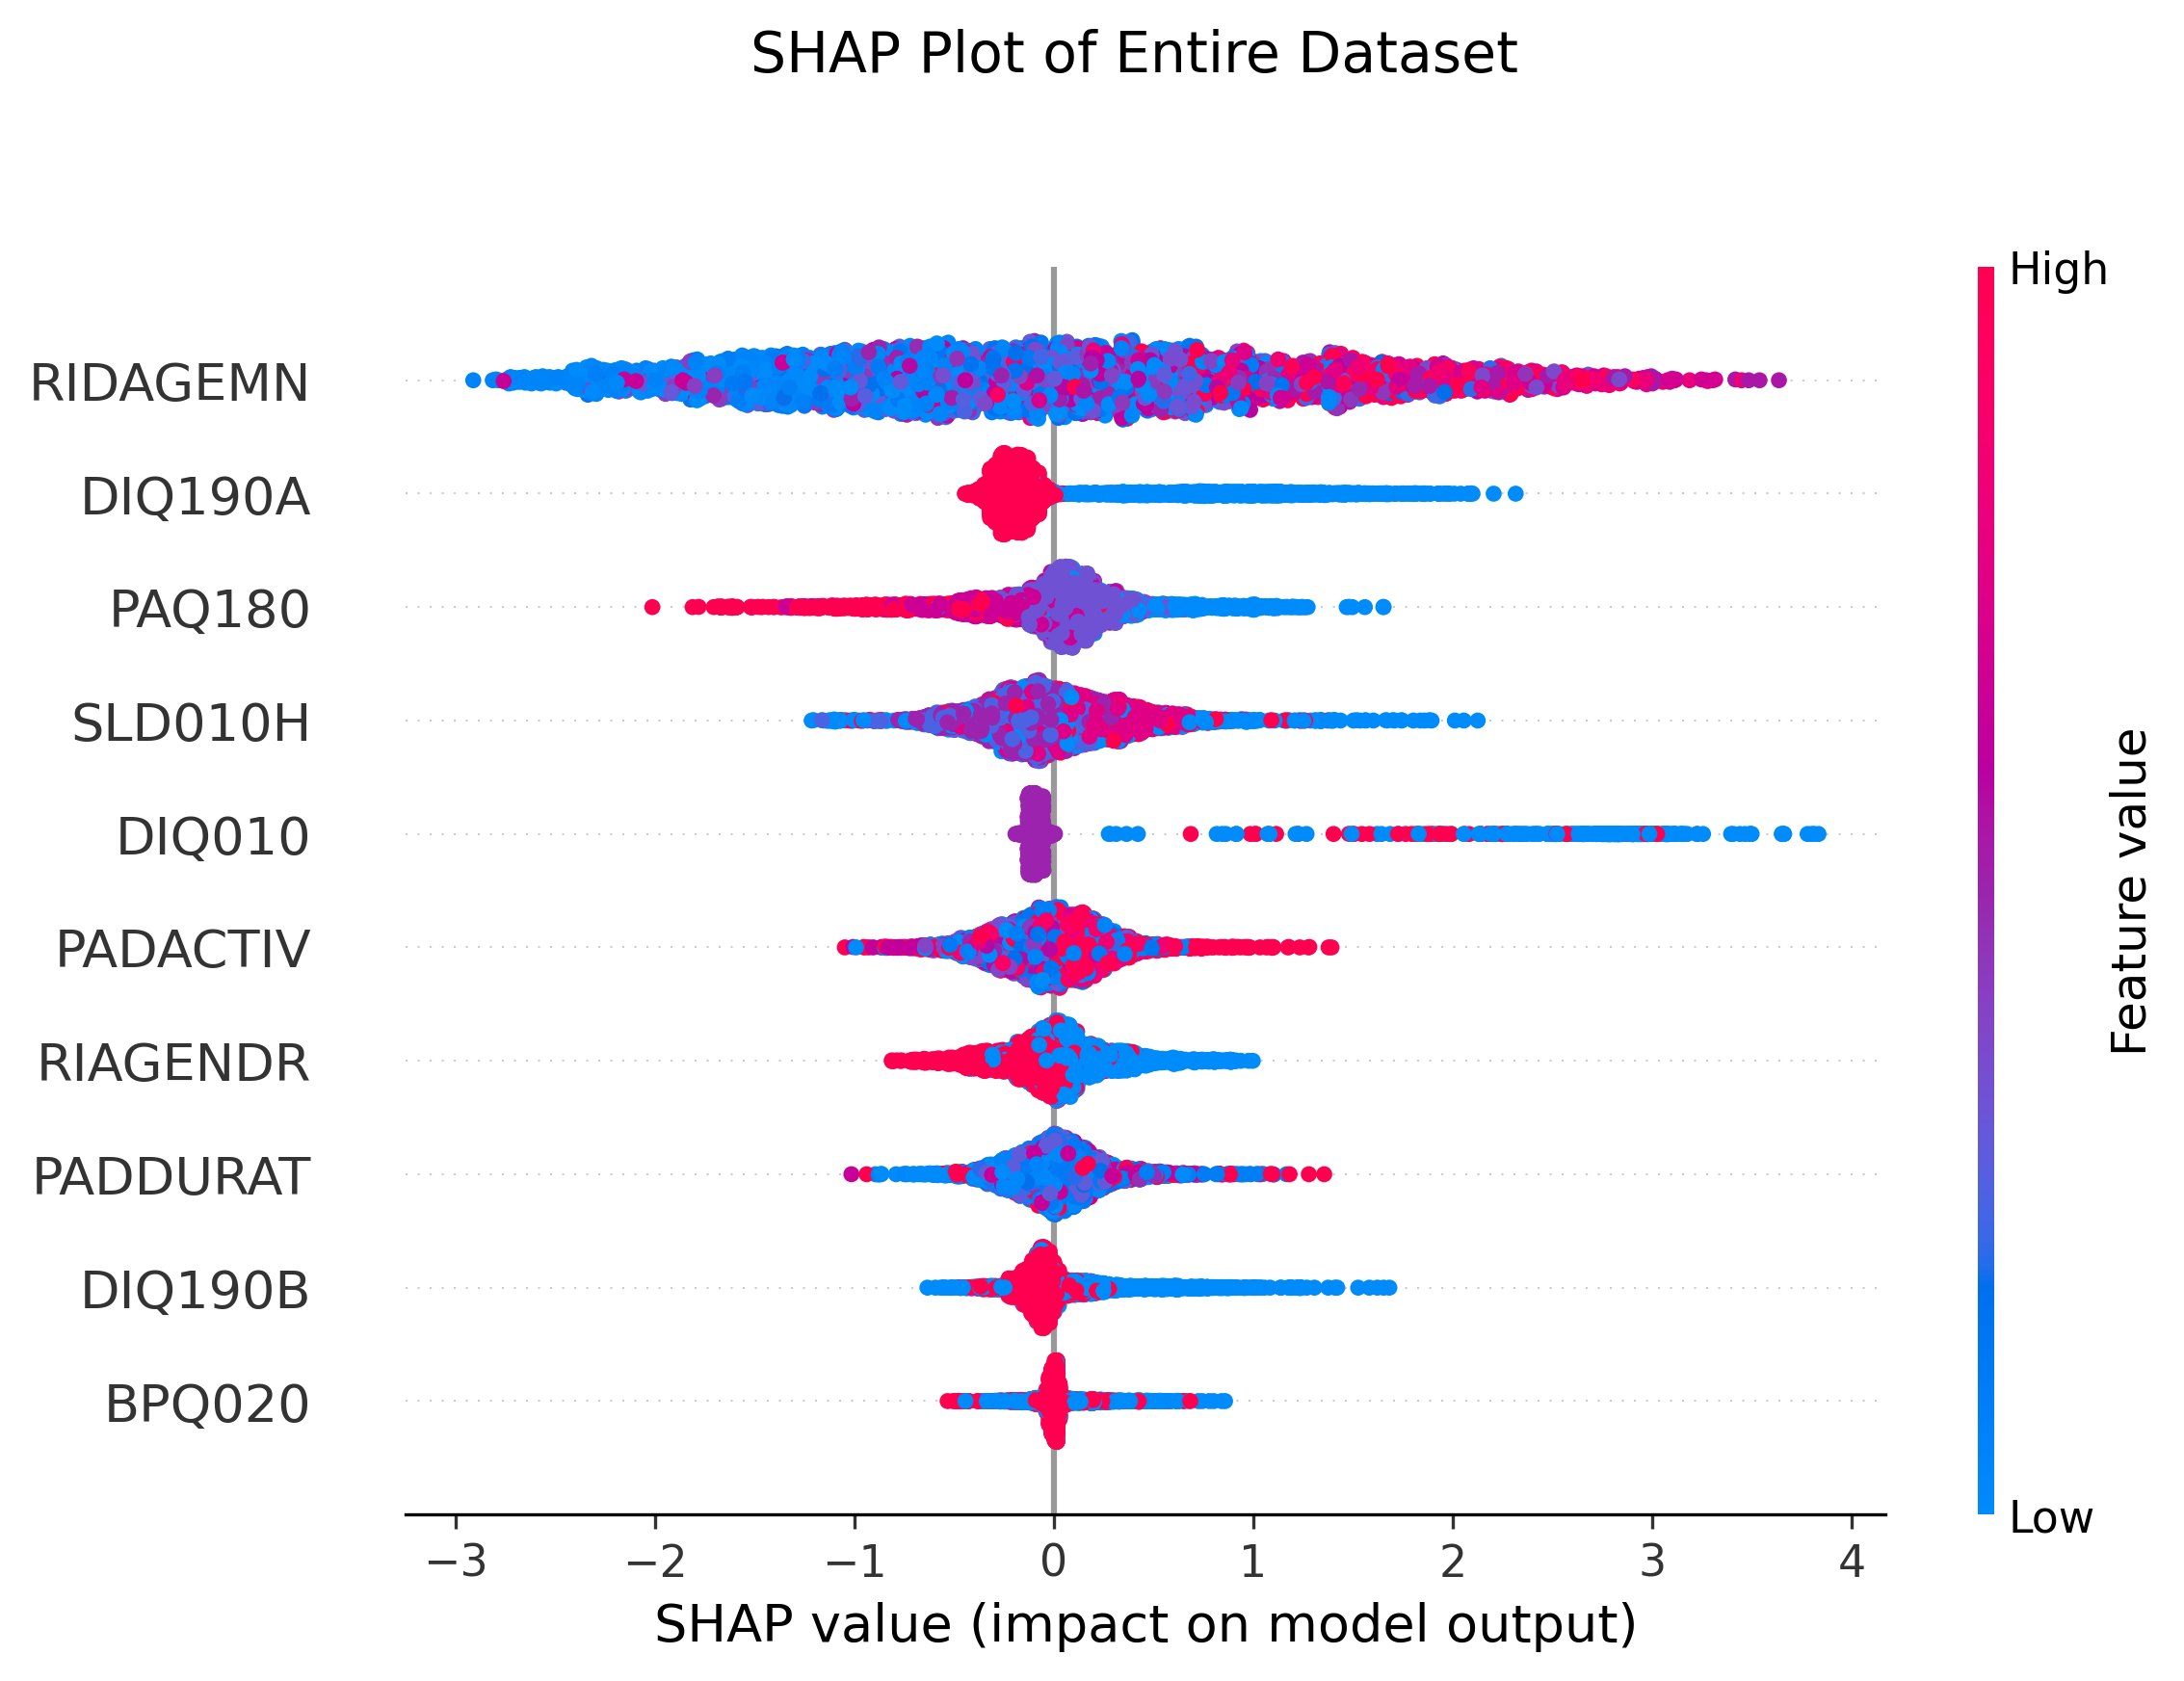 SHAP Plot of Entire Dataset
High
RIDAGEMN
DIQ190A
PAQ180
SLD010H
DIQ010
PADACTIV
RIAGENDR
PADDURAT
DIQ190B
BPQ020
Feature value
Low
−3 −2 −1 0 1 2 3 4
SHAP value (impact on model output)